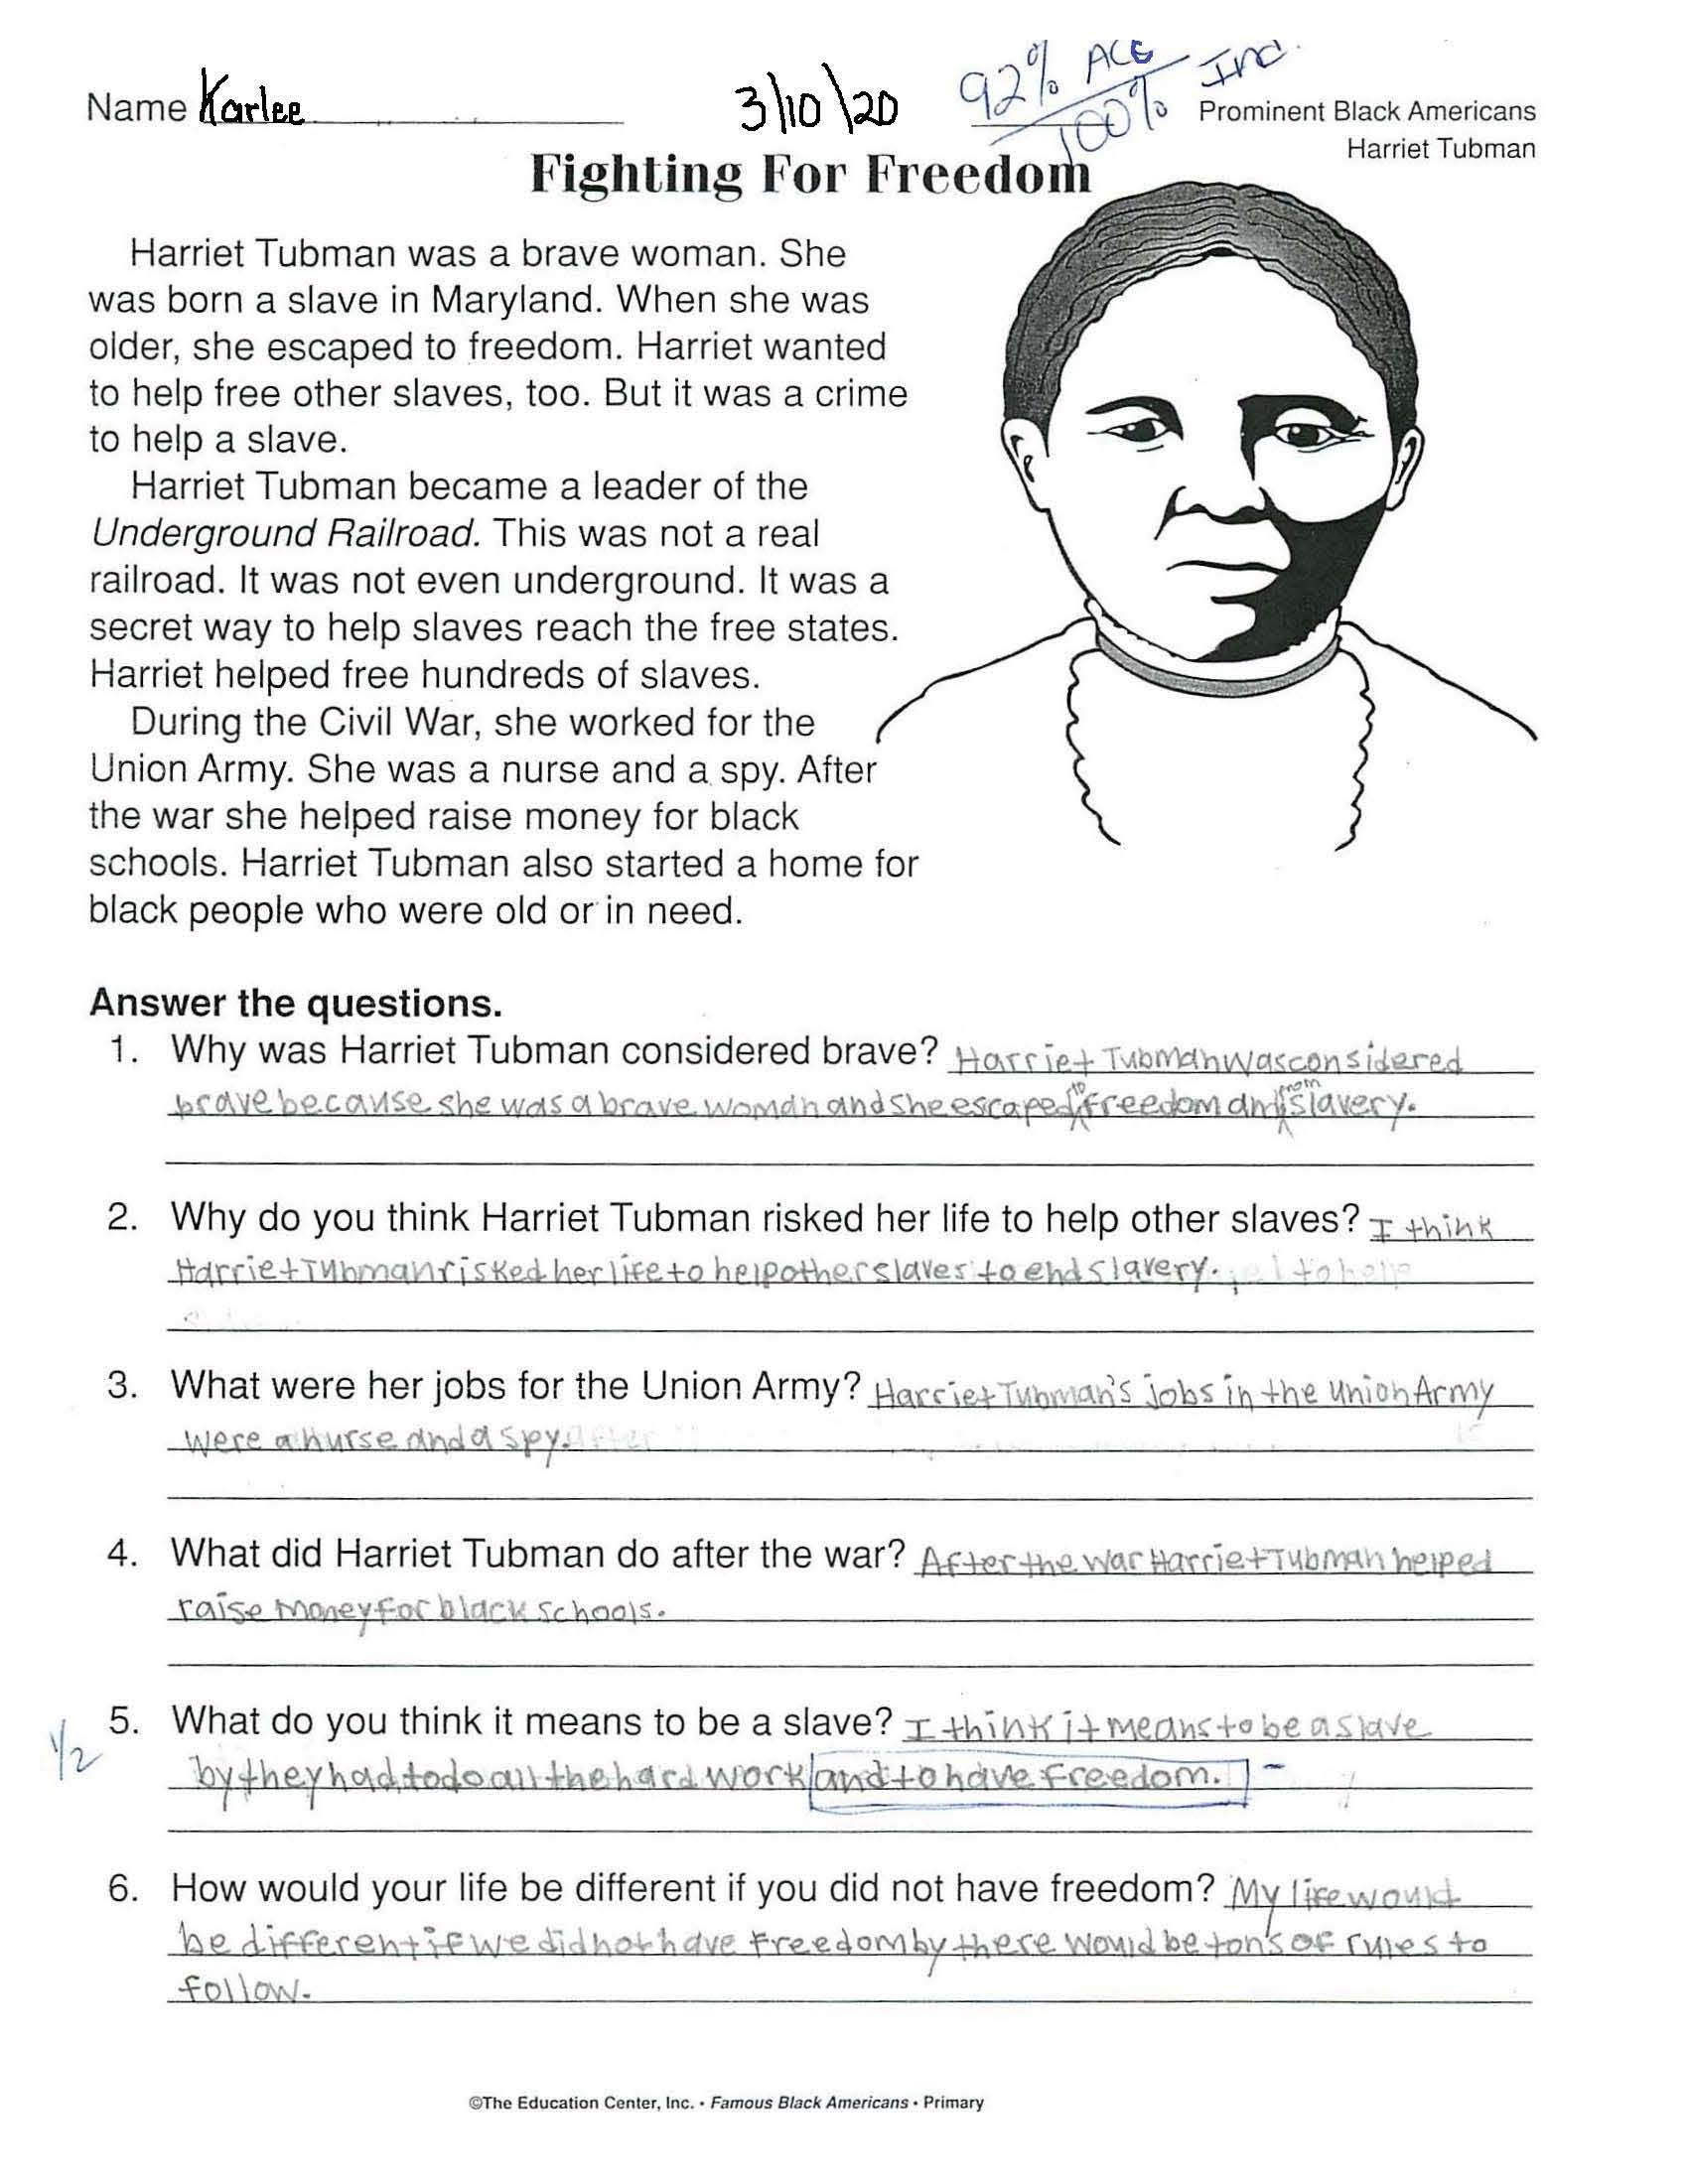 Name Karlee 3\10\20 92% ACC Ind.
100% Prominent Black Americans
Harriet Tubman
Fighting For Freedom
Harriet Tubman was a brave woman. She
was born a slave in Maryland. When she was
older, she escaped to freedom. Harriet wanted
to help free other slaves, too. But it was a crime
to help a slave.
Harriet Tubman became a leader of the
Underground Railroad. This was not a real
railroad. It was not even underground. It was a
secret way to help slaves reach the free states.
Harriet helped free hundreds of slaves.
During the Civil War, she worked for the
Union Army. She was a nurse and a spy. After
the war she helped raise money for black
schools. Harriet Tubman also started a home for
black people who were old or in need.
Answer the questions.
1. Why was Harriet Tubman considered brave? Harriet Tubman was considered
brave because she was a brave woman and she escaped to freedom and from slavery.
2. Why do you think Harriet Tubman risked her life to help other slaves? I think
Harriet Tubman risked her life to help other slaves to end slavery. to help
3. What were her jobs for the Union Army? Harriet Tubman's jobs in the Union Army
were a nurse and a spy. after
4. What did Harriet Tubman do after the war? After the war Harriet Tubman helped
raise money for black schools.
1/2 5. What do you think it means to be a slave? I think it means to be a slave
by they had to do all the hard work and to have freedom. -
6. How would your life be different if you did not have freedom? My life would
be different if we did not have freedom by there would be ton's of rules to
follow.
©The Education Center, Inc. • Famous Black Americans • Primary